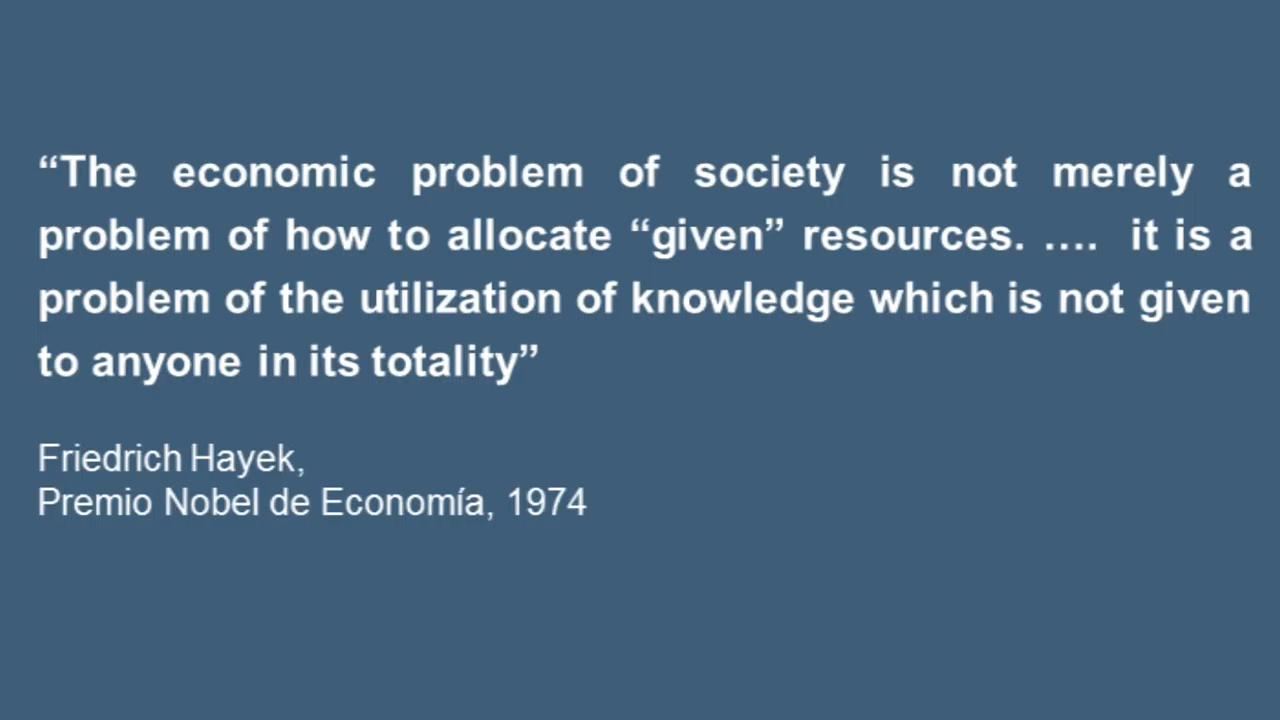 “The economic problem of society is not merely a
problem of how to allocate “given” resources. ....  it is a
problem of the utilization of knowledge which is not given
to anyone in its totality”
Friedrich Hayek,
Premio Nobel de Economía, 1974